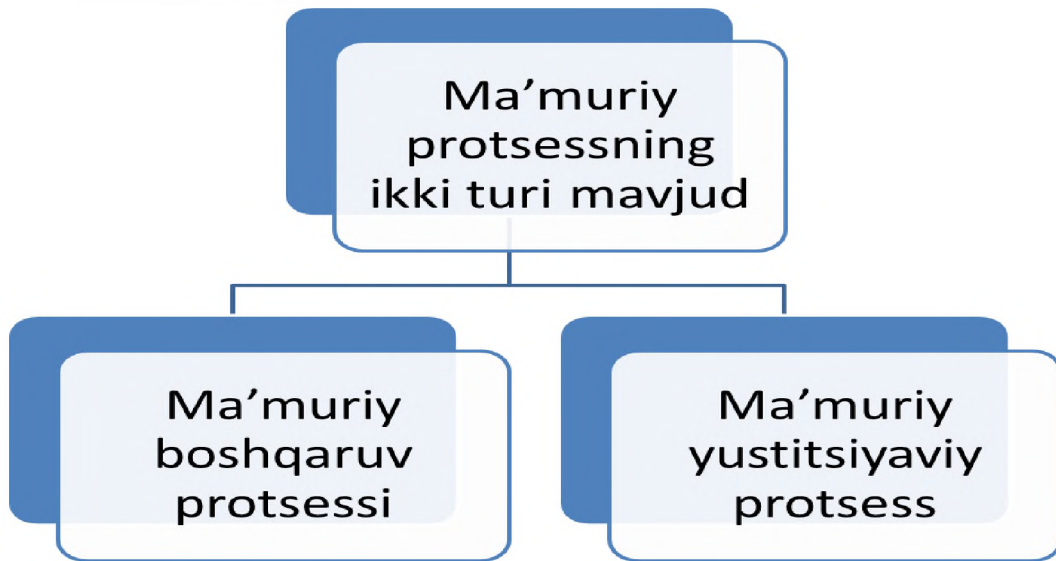 Ma’muriy
protsessning
ikki turi mavjud
Ma’muriy
boshqaruv
protsessi
Ma’muriy
yustitsiyaviy
protsess